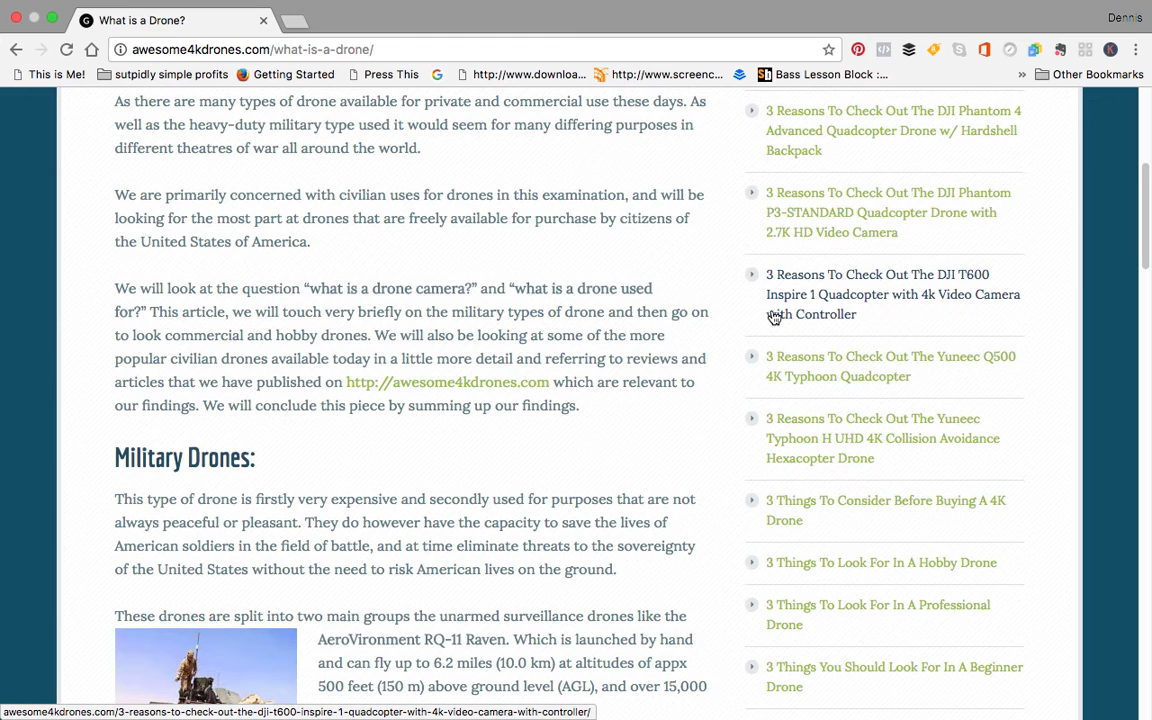 What is a Drone?
Dennis
awesome4kdrones.com/what-is-a-drone/
This is Me!
sutpidly simple profits
Getting Started
Press This
http://www.downloa...
http://www.screenc...
Bass Lesson Block :...
»
Other Bookmarks
As there are many types of drone available for private and commercial use these days. As
well as the heavy-duty military type used it would seem for many differing purposes in
different theatres of war all around the world.
We are primarily concerned with civilian uses for drones in this examination, and will be
looking for the most part at drones that are freely available for purchase by citizens of
the United States of America.
We will look at the question “what is a drone camera?” and “what is a drone used
for?” This article, we will touch very briefly on the military types of drone and then go on
to look commercial and hobby drones. We will also be looking at some of the more
popular civilian drones available today in a little more detail and referring to reviews and
articles that we have published on http://awesome4kdrones.com which are relevant to
our findings. We will conclude this piece by summing up our findings.
Military Drones:
This type of drone is firstly very expensive and secondly used for purposes that are not
always peaceful or pleasant. They do however have the capacity to save the lives of
American soldiers in the field of battle, and at time eliminate threats to the sovereignty
of the United States without the need to risk American lives on the ground.
These drones are split into two main groups the unarmed surveillance drones like the
AeroVironment RQ-11 Raven. Which is launched by hand
and can fly up to 6.2 miles (10.0 km) at altitudes of appx
500 feet (150 m) above ground level (AGL), and over 15,000
3 Reasons To Check Out The DJI Phantom 4
Advanced Quadcopter Drone w/ Hardshell
Backpack
3 Reasons To Check Out The DJI Phantom
P3-STANDARD Quadcopter Drone with
2.7K HD Video Camera
3 Reasons To Check Out The DJI T600
Inspire 1 Quadcopter with 4k Video Camera
with Controller
3 Reasons To Check Out The Yuneec Q500
4K Typhoon Quadcopter
3 Reasons To Check Out The Yuneec
Typhoon H UHD 4K Collision Avoidance
Hexacopter Drone
3 Things To Consider Before Buying A 4K
Drone
3 Things To Look For In A Hobby Drone
3 Things To Look For In A Professional
Drone
3 Things You Should Look For In A Beginner
Drone
awesome4kdrones.com/3-reasons-to-check-out-the-dji-t600-inspire-1-quadcopter-with-4k-video-camera-with-controller/